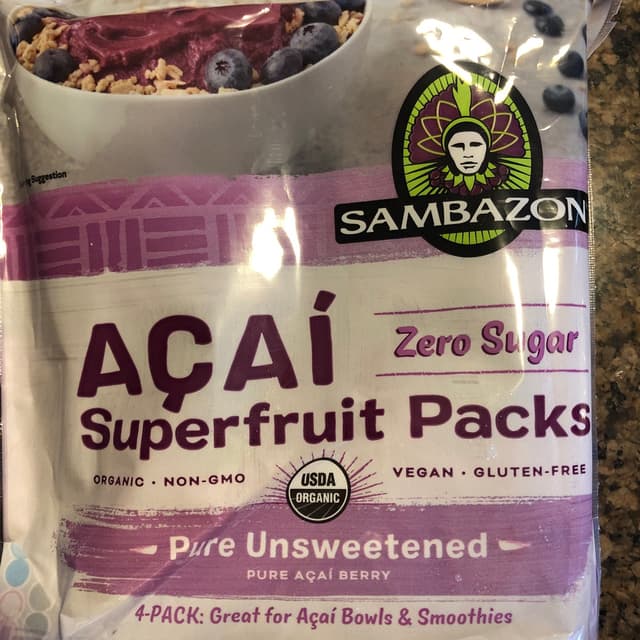 Suggestion
SAMBAZON
AÇAÍ
Zero Sugar
Superfruit Packs
ORGANIC • NON-GMO
USDA
ORGANIC
VEGAN • GLUTEN-FREE
Pure Unsweetened
PURE AÇAÍ BERRY
4-PACK: Great for Açaí Bowls & Smoothies